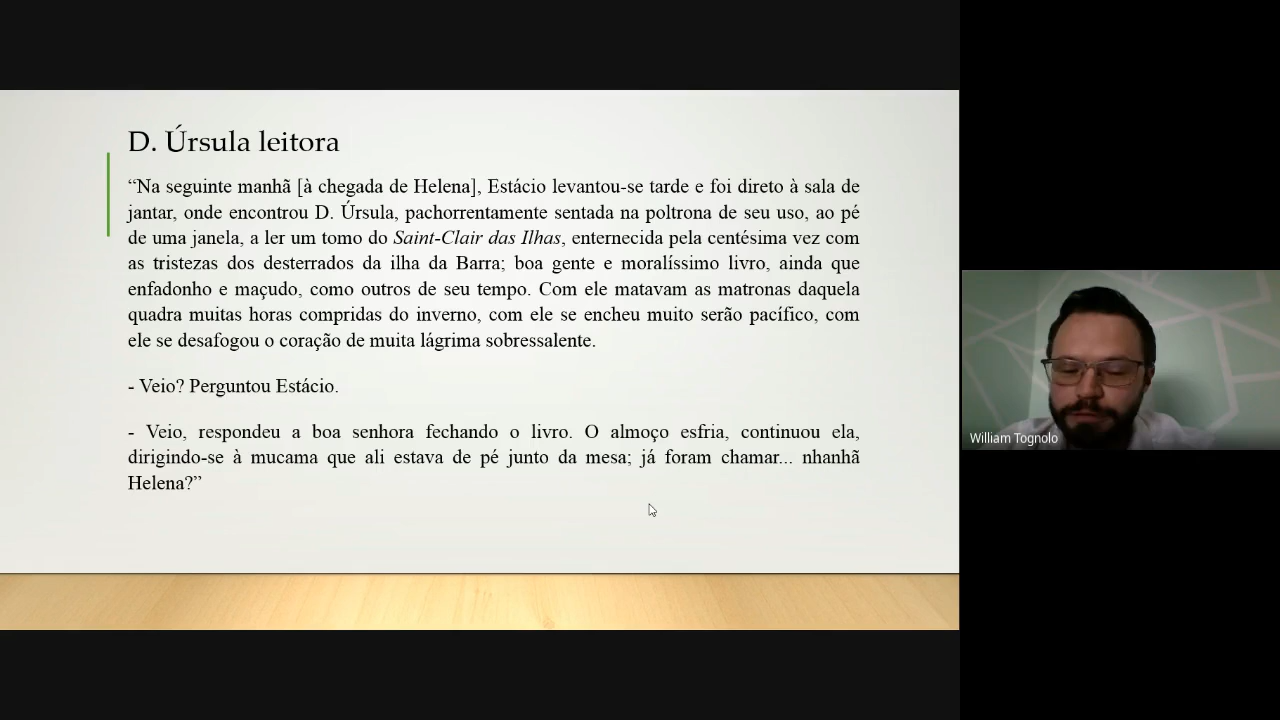 D. Úrsula leitora
“Na seguinte manhã [à chegada de Helena], Estácio levantou-se tarde e foi direto à sala de
jantar, onde encontrou D. Úrsula, pachorrentamente sentada na poltrona de seu uso, ao pé
de uma janela, a ler um tomo do Saint-Clair das Ilhas, enternecida pela centésima vez com
as tristezas dos desterrados da ilha da Barra; boa gente e moralíssimo livro, ainda que
enfadonho e maçudo, como outros de seu tempo. Com ele matavam as matronas daquela
quadra muitas horas compridas do inverno, com ele se encheu muito serão pacífico, com
ele se desafogou o coração de muita lágrima sobressalente.
- Veio? Perguntou Estácio.
- Veio, respondeu a boa senhora fechando o livro. O almoço esfria, continuou ela,
dirigindo-se à mucama que ali estava de pé junto da mesa; já foram chamar... nhanhã
Helena?”
William Tognolo